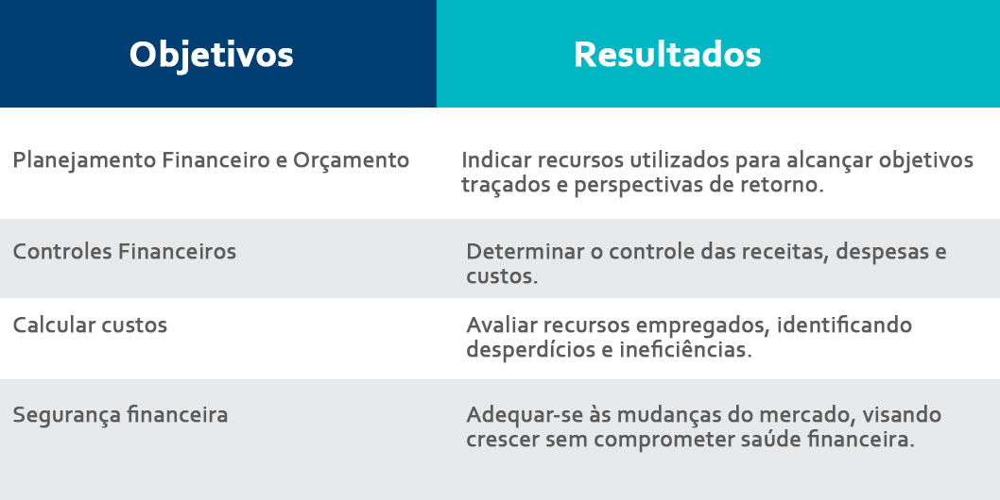 Objetivos
Resultados
Planejamento Financeiro e Orçamento
Indicar recursos utilizados para alcançar objetivos
traçados e perspectivas de retorno.
Controles Financeiros
Determinar o controle das receitas, despesas e
custos.
Calcular custos
Avaliar recursos empregados, identificando
desperdícios e ineficiências.
Segurança financeira
Adequar-se às mudanças do mercado, visando
crescer sem comprometer saúde financeira.